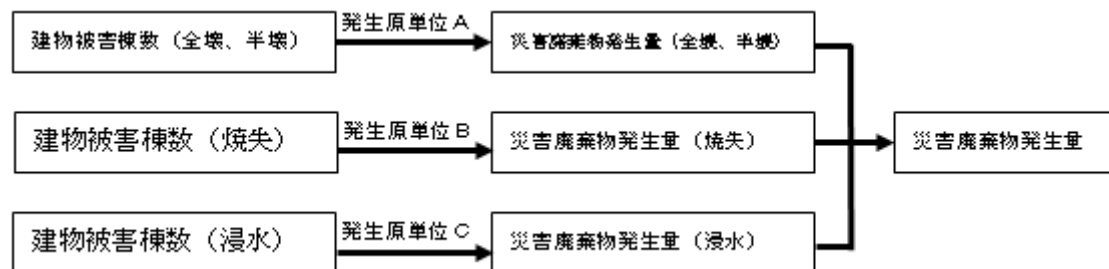 建物被害棟数（全壊、半壊） 発生原単位Ａ 災害廃棄物発生量（全壊、半壊）
建物被害棟数（焼失） 発生原単位Ｂ 災害廃棄物発生量（焼失） 災害廃棄物発生量
建物被害棟数（浸水） 発生原単位Ｃ 災害廃棄物発生量（浸水）